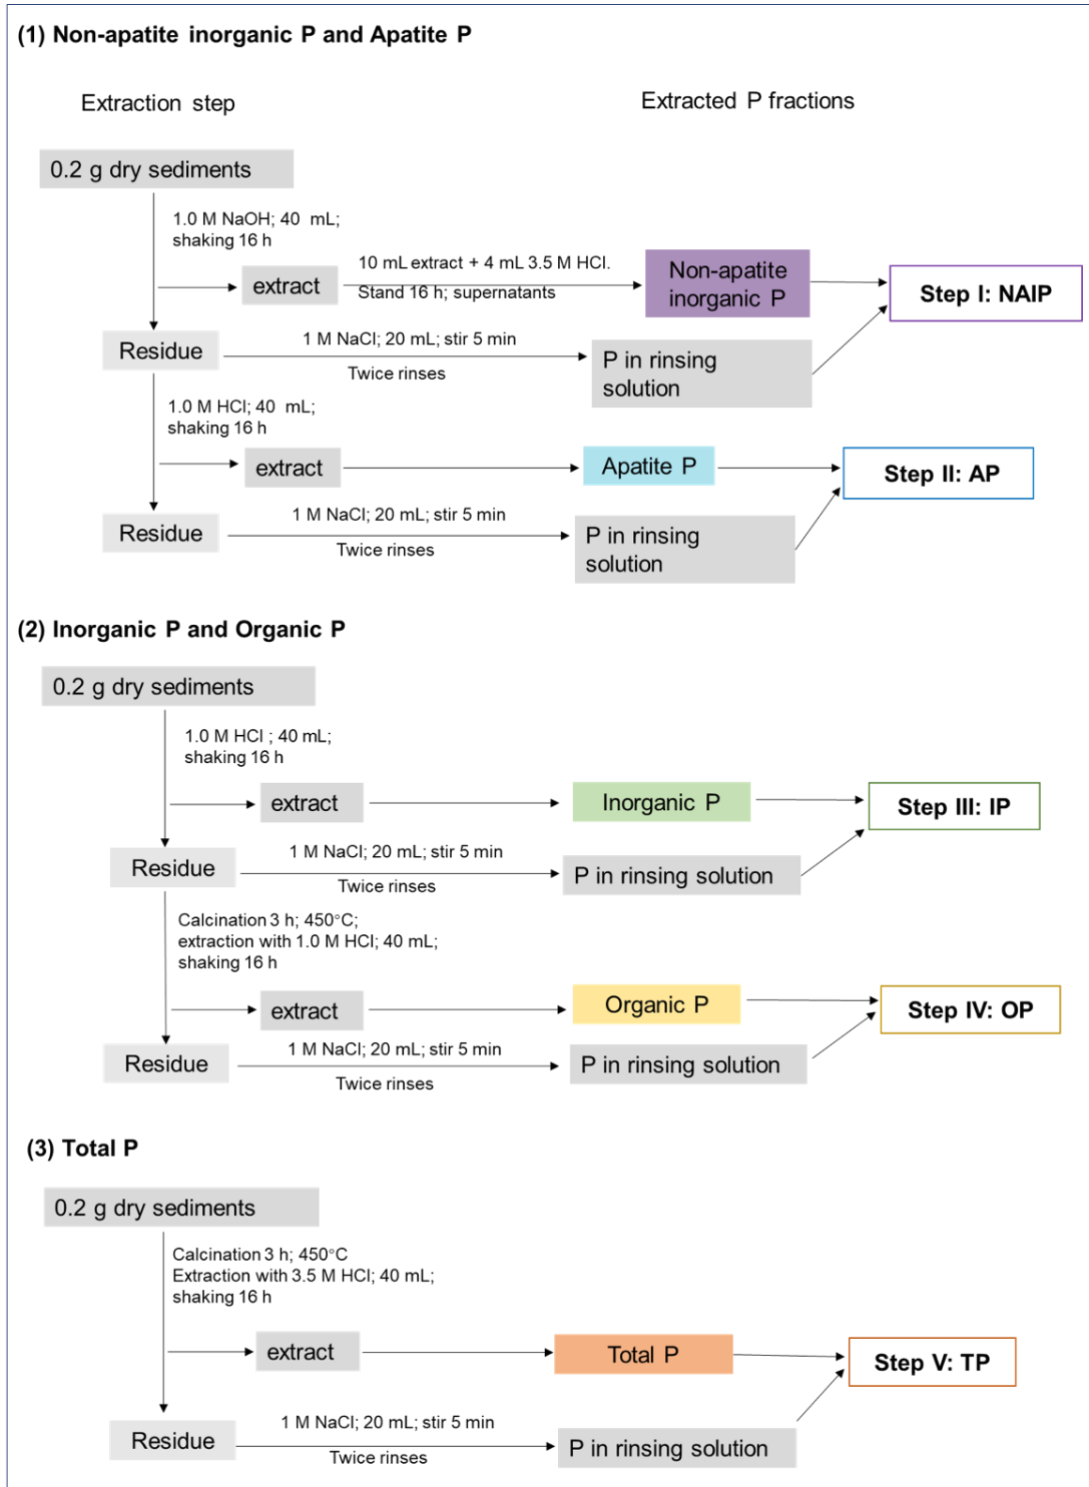 (1) Non-apatite inorganic P and Apatite P
Extraction step
Extracted P fractions
0.2 g dry sediments
1.0 M NaOH; 40 mL;
shaking 16 h
extract
10 mL extract + 4 mL 3.5 M HCl.
Stand 16 h; supernatants
Non-apatite
inorganic P
Step I: NAIP
Residue
1 M NaCl; 20 mL; stir 5 min
Twice rinses
P in rinsing
solution
1.0 M HCl; 40 mL;
shaking 16 h
extract
Apatite P
Step II: AP
Residue
1 M NaCl; 20 mL; stir 5 min
Twice rinses
P in rinsing
solution
(2) Inorganic P and Organic P
0.2 g dry sediments
1.0 M HCl ; 40 mL;
shaking 16 h
extract
Inorganic P
Step III: IP
Residue
1 M NaCl; 20 mL; stir 5 min
Twice rinses
P in rinsing solution
Calcination 3 h; 450°C;
extraction with 1.0 M HCl; 40 mL;
shaking 16 h
extract
Organic P
Step IV: OP
Residue
1 M NaCl; 20 mL; stir 5 min
Twice rinses
P in rinsing solution
(3) Total P
0.2 g dry sediments
Calcination 3 h; 450°C
Extraction with 3.5 M HCl; 40 mL;
shaking 16 h
extract
Total P
Step V: TP
Residue
1 M NaCl; 20 mL; stir 5 min
Twice rinses
P in rinsing solution